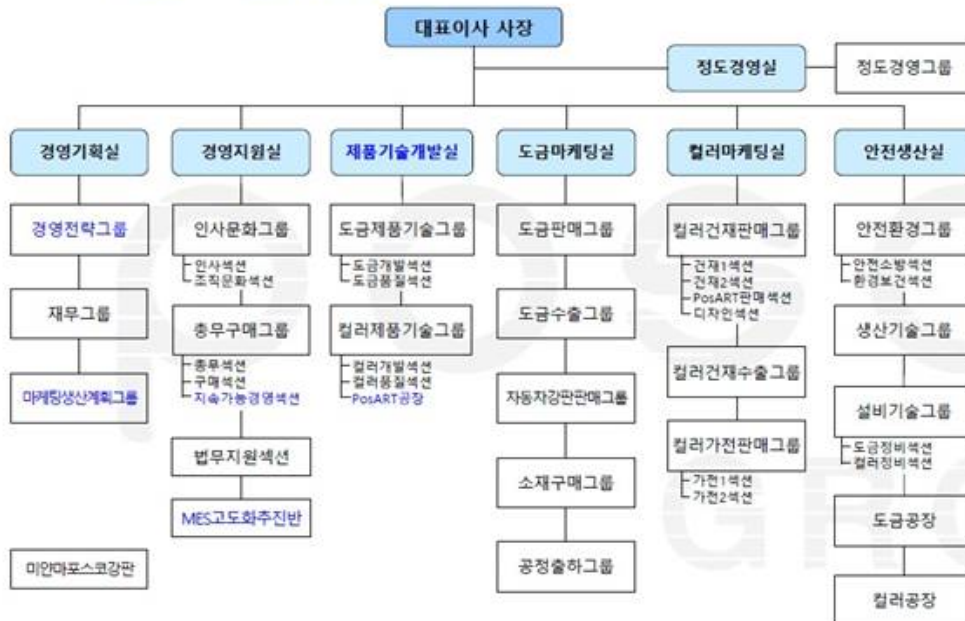 대표이사 사장
정도경영실
정도경영그룹
경영기획실
경영지원실
제품기술개발실
도금마케팅실
컬러마케팅실
안전생산실
경영전략그룹
재무그룹
마케팅생산계획그룹
미얀마포스코강판
인사문화그룹
인사섹션
조직문화섹션
총무구매그룹
총무섹션
구매섹션
지속가능경영섹션
법무지원섹션
MES고도화추진반
도금제품기술그룹
도금개발섹션
도금품질섹션
컬러제품기술그룹
컬러개발섹션
컬러품질섹션
PosART공장
도금판매그룹
도금수출그룹
자동차강판판매그룹
소재구매그룹
공정출하그룹
컬러건재판매그룹
건재1섹션
건재2섹션
PosART판매섹션
디자인섹션
컬러건재수출그룹
컬러가전판매그룹
가전1섹션
가전2섹션
안전환경그룹
안전소방섹션
환경보건섹션
생산기술그룹
설비기술그룹
도금정비섹션
컬러정비섹션
도금공장
컬러공장